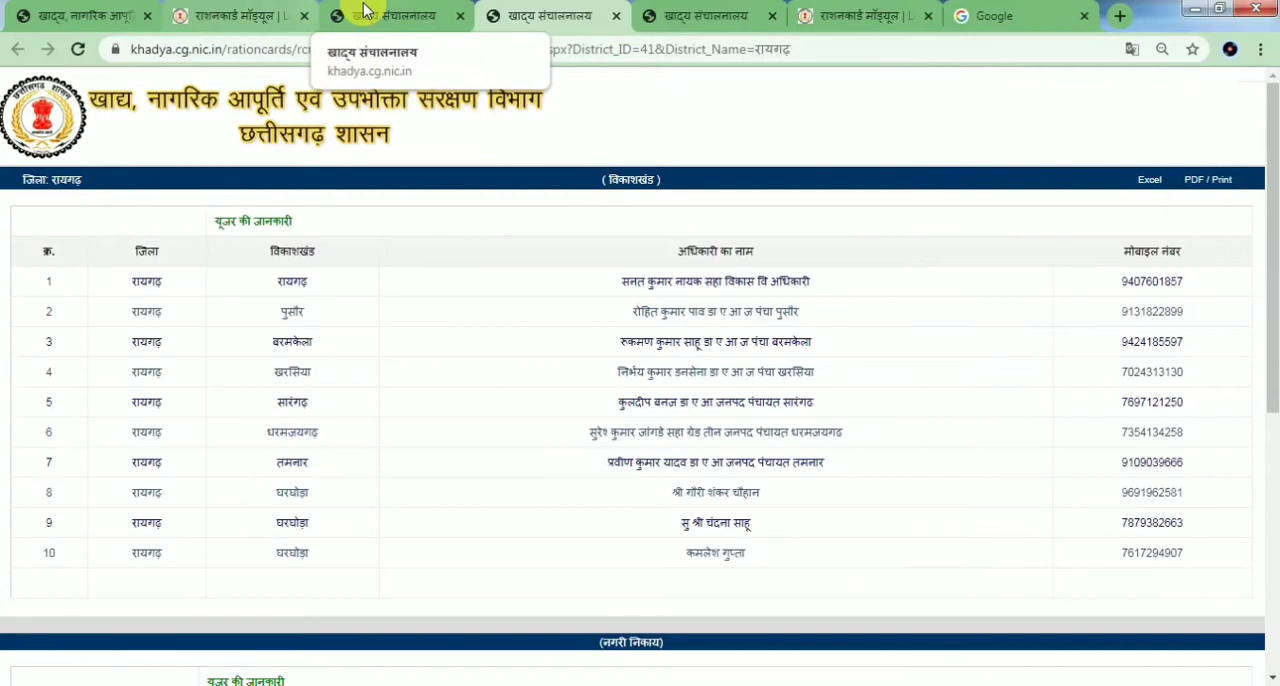 खाद्य, नागरिक आपू
राशनकार्ड मॉड्यूल | L
संचालनालय
खाद्य संचालनालय
खाद्य संचालनालय
राशनकार्ड मॉड्यूल | L
Google
khadya.cg.nic.in/rationcards/rc
spx?District_ID=41&District_Name=रायगढ़
खाद्य संचालनालय
khadya.cg.nic.in
खाद्य, नागरिक आपूर्ति एवं उपभोक्ता संरक्षण विभाग
छत्तीसगढ़ शासन
जिला: रायगढ़ ( विकाशखंड ) Excel PDF / Print
यूजर की जानकारी
क्र. जिला विकाशखंड अधिकारी का नाम मोबाइल नंबर
1 रायगढ़ रायगढ़ सनत कुमार नायक सहा विकास वि अधिकारी 9407601857
2 रायगढ़ पुसौर रोहित कुमार पाव डा ए आ ज पंचा पुसौर 9131822899
3 रायगढ़ बरमकेला रुकमण कुमार साहू डा ए आ ज पंचा बरमकेला 9424185597
4 रायगढ़ खरसिया निर्भय कुमार डनसेना डा ए आ ज पंचा खरसिया 7024313130
5 रायगढ़ सारंगढ़ कुलदीप बनज डा ए आ जनपद पंचायत सारंगढ़ 7697121250
6 रायगढ़ धरमजयगढ़ सुरेश कुमार जांगडे सहा ग्रेड तीन जनपद पंचायत धरमजयगढ़ 7354134258
7 रायगढ़ तमनार प्रवीण कुमार यादव डा ए आ जनपद पंचायत तमनार 9109039666
8 रायगढ़ घरघोड़ा श्री गौरी शंकर चौहान 9691962581
9 रायगढ़ घरघोड़ा सु श्री चंदना साहू 7879382663
10 रायगढ़ घरघोड़ा कमलेश गुप्ता 7617294907
(नगरी निकाय)
यूजर की जानकारी